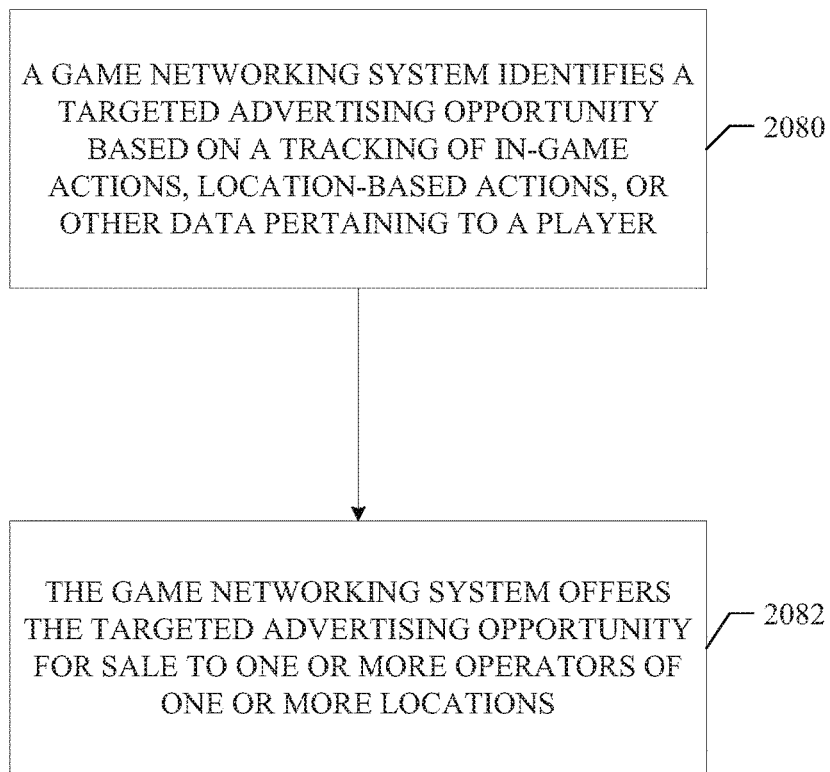 A GAME NETWORKING SYSTEM IDENTIFIES A
TARGETED ADVERTISING OPPORTUNITY
BASED ON A TRACKING OF IN-GAME
ACTIONS, LOCATION-BASED ACTIONS, OR
OTHER DATA PERTAINING TO A PLAYER
2080
THE GAME NETWORKING SYSTEM OFFERS
THE TARGETED ADVERTISING OPPORTUNITY
FOR SALE TO ONE OR MORE OPERATORS OF
ONE OR MORE LOCATIONS
2082